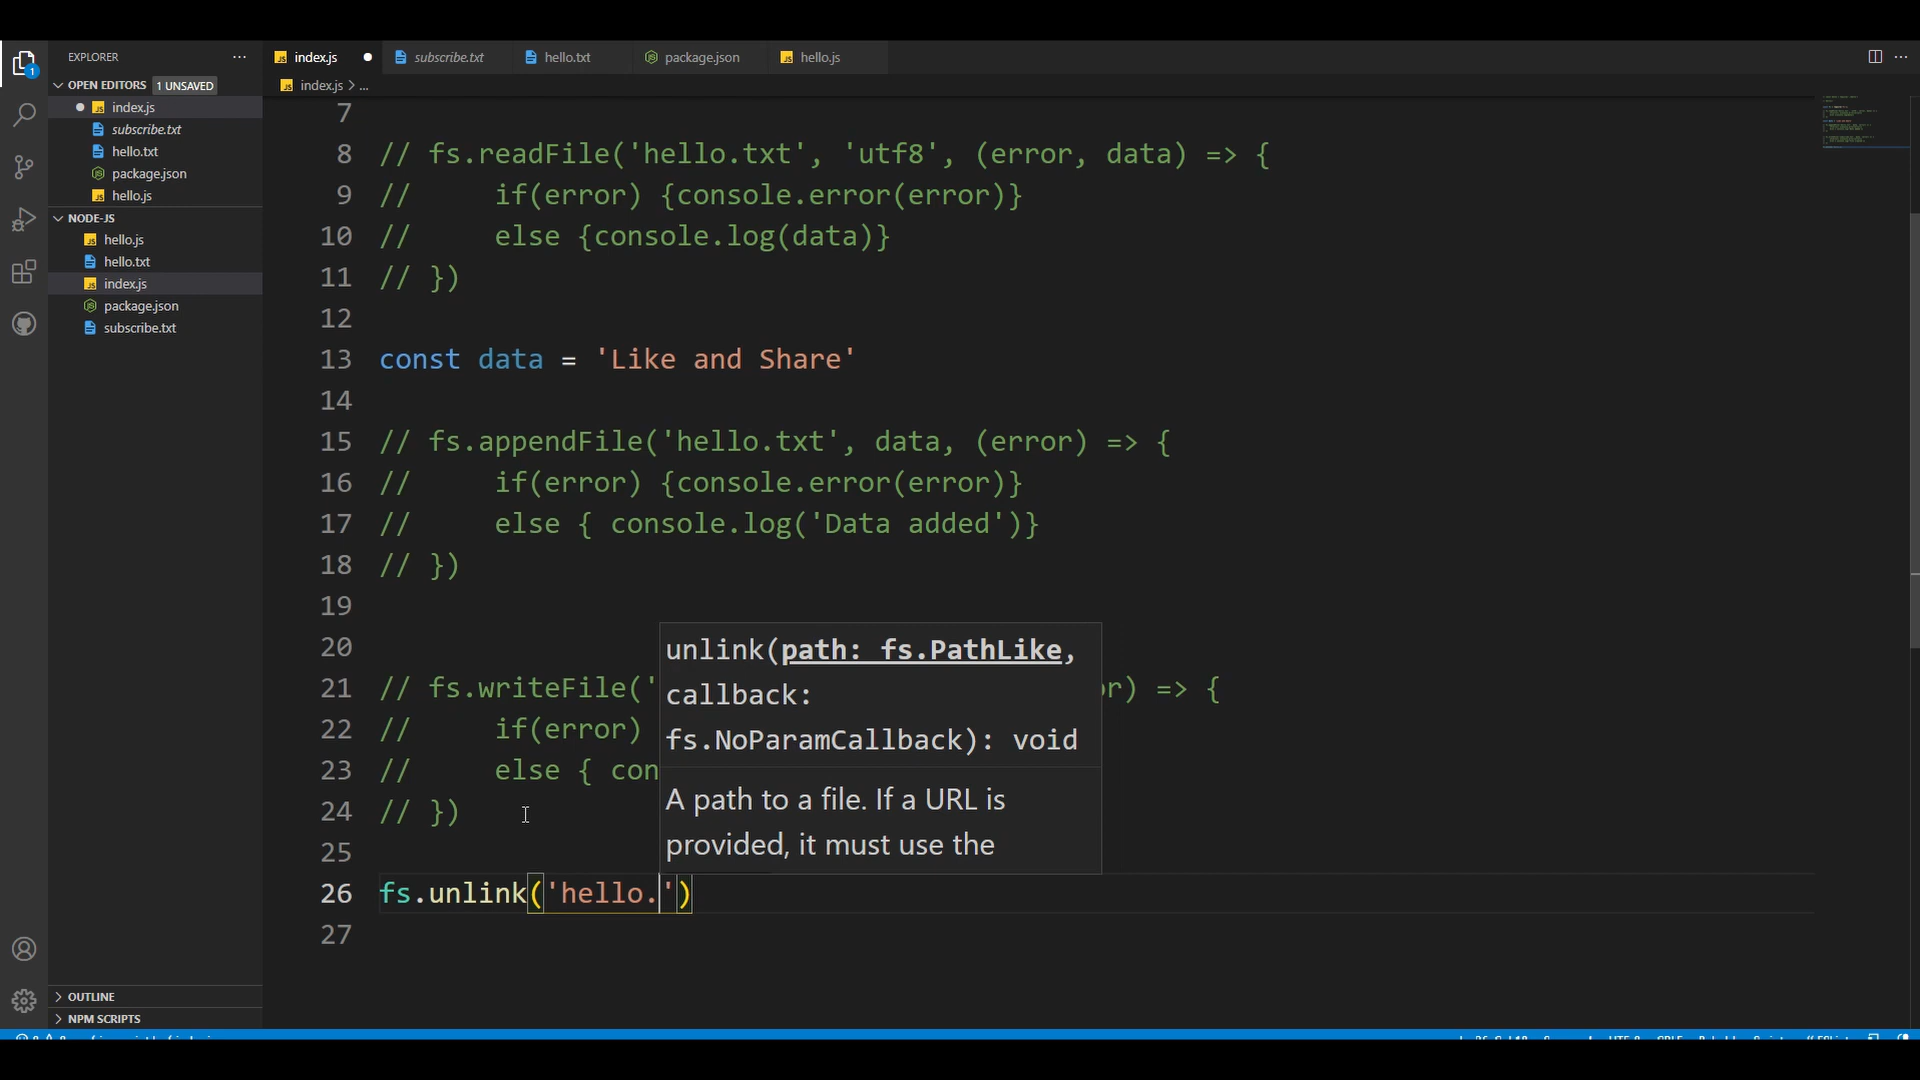 EXPLORER ...
OPEN EDITORS 1 UNSAVED
index.js
subscribe.txt
hello.txt
package.json
hello.js
NODE-JS
hello.js
hello.txt
index.js
package.json
subscribe.txt
OUTLINE
NPM SCRIPTS
index.js subscribe.txt hello.txt package.json hello.js
index.js > ...
7
8 // fs.readFile('hello.txt', 'utf8', (error, data) => {
9 //     if(error) {console.error(error)}
10 //     else {console.log(data)}
11 // })
12
13 const data = 'Like and Share'
14
15 // fs.appendFile('hello.txt', data, (error) => {
16 //     if(error) {console.error(error)}
17 //     else { console.log('Data added')}
18 // })
19
20
21 // fs.writeFile(' r) => {
22 //     if(error)
23 //     else { con
24 // })
25
26 fs.unlink('hello.')
27
unlink(path: fs.PathLike,
callback:
fs.NoParamCallback): void
A path to a file. If a URL is
provided, it must use the